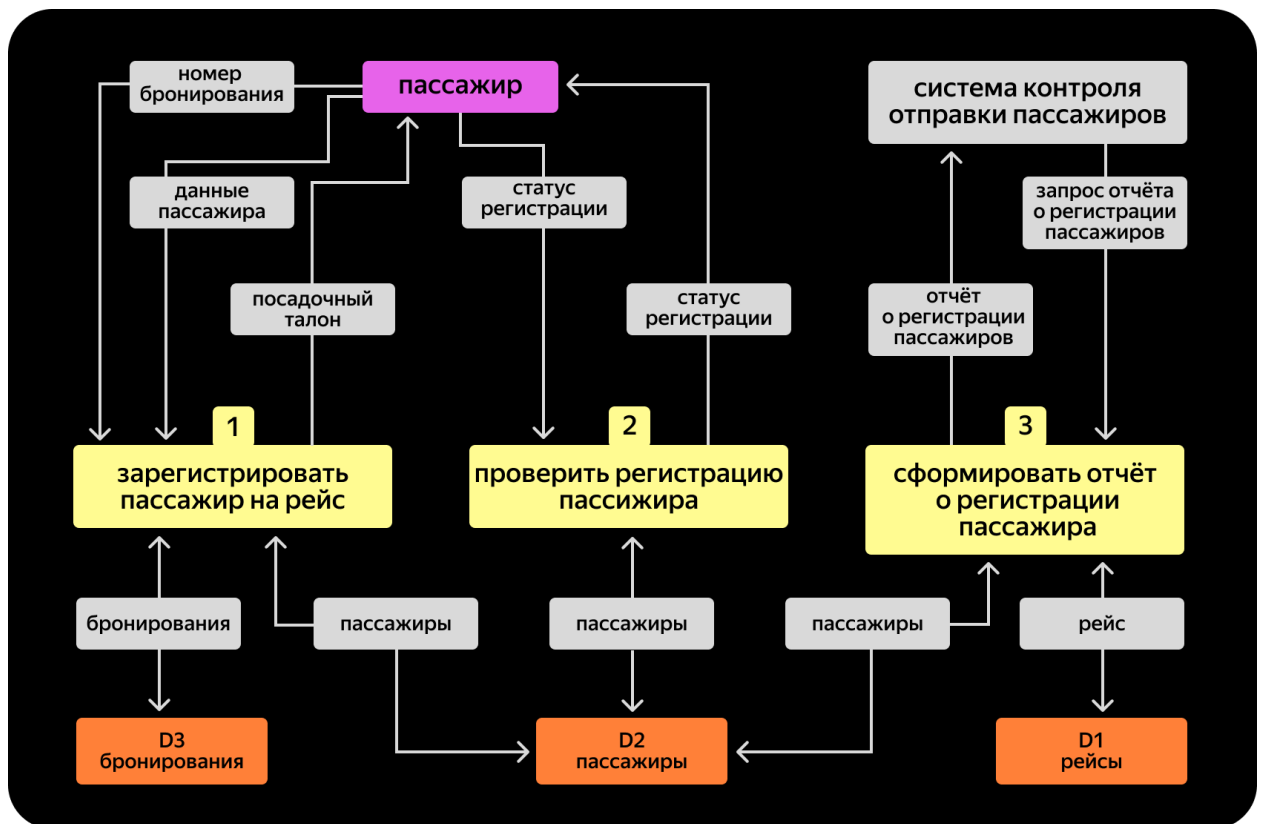 номер
бронирования
пассажир
система контроля
отправки пассажиров
данные
пассажира
статус
регистрации
запрос отчёта
о регистрации
пассажиров
посадочный
талон
статус
регистрации
отчёт
о регистрации
пассажиров
1
зарегистрировать
пассажир на рейс
2
проверить регистрацию
пассижира
3
сформировать отчёт
о регистрации
пассажира
бронирования
пассажиры
пассажиры
пассажиры
рейс
D3
бронирования
D2
пассажиры
D1
рейсы